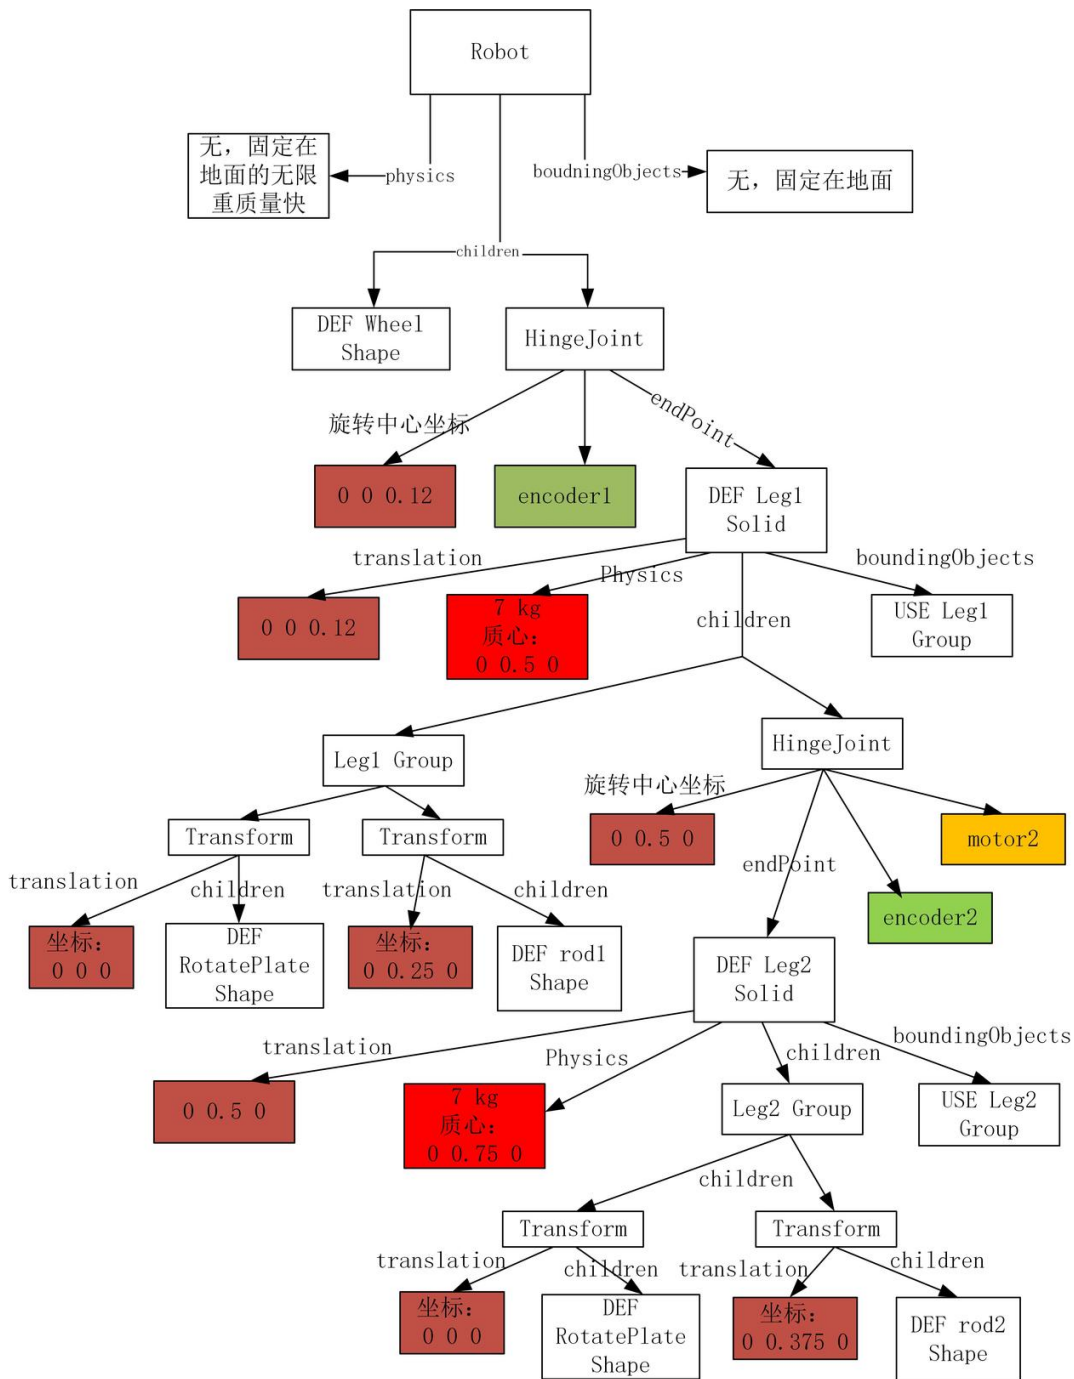 Robot
无，固定在
地面的无限
重质量快
physics
boudningObjects
无，固定在地面
children
DEF Wheel
Shape
HingeJoint
旋转中心坐标
endPoint
0 0 0.12
encoder1
DEF Leg1
Solid
translation
Physics
children
boundingObjects
0 0 0.12
7 kg
质心：
0 0.5 0
USE Leg1
Group
Leg1 Group
HingeJoint
旋转中心坐标
Transform
Transform
0 0.5 0
motor2
endPoint
encoder2
translation
children
translation
children
坐标：
0 0 0
DEF
RotatePlate
Shape
坐标：
0 0.25 0
DEF rod1
Shape
DEF Leg2
Solid
translation
Physics
children
boundingObjects
0 0.5 0
7 kg
质心：
0 0.75 0
Leg2 Group
USE Leg2
Group
children
Transform
Transform
translation
children
translation
children
坐标：
0 0 0
DEF
RotatePlate
Shape
坐标：
0 0.375 0
DEF rod2
Shape